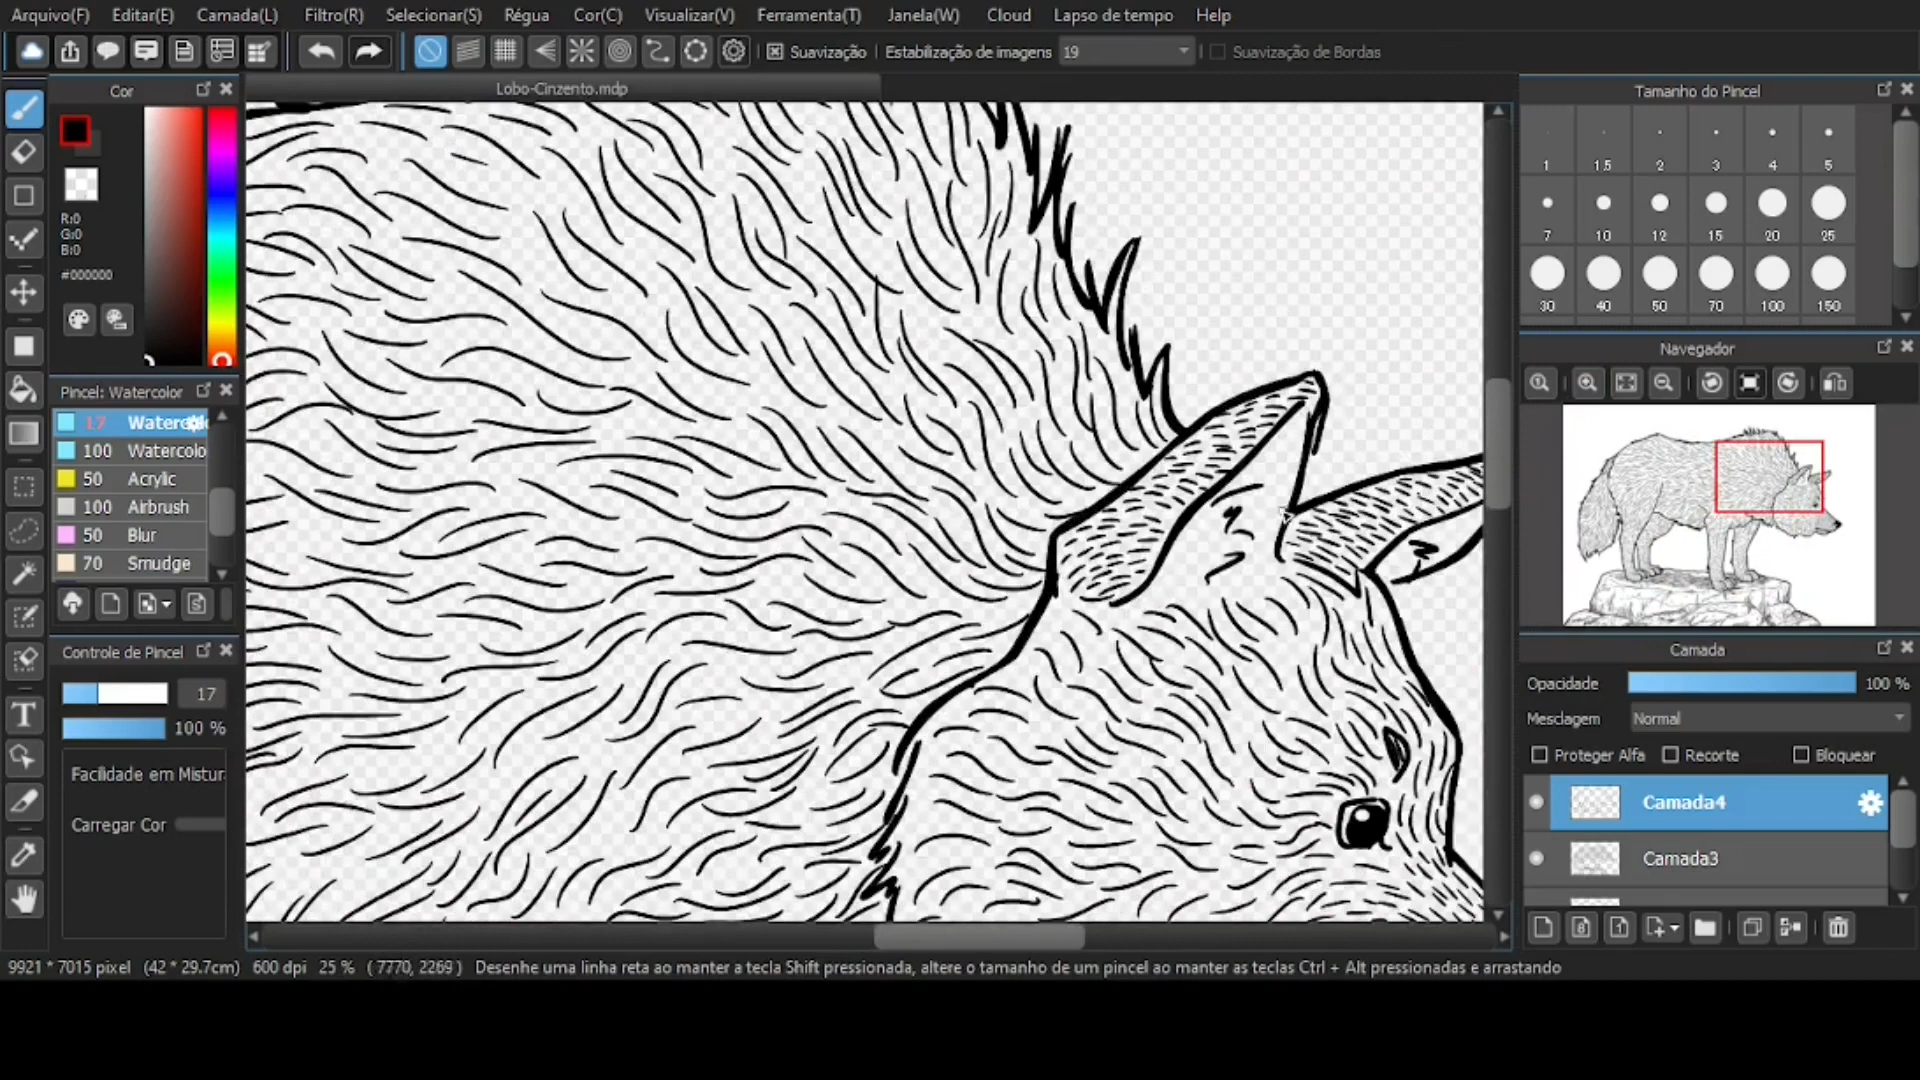 Arquivo(F) Editar(E) Camada(L) Filtro(R) Selecionar(S) Régua Cor(C) Visualizar(V) Ferramenta(T) Janela(W) Cloud Lapso de tempo Help
Suavização Estabilização de imagens 19 Suavização de Bordas
Cor
R:0
G:0
B:0
#000000
Pincel: Watercolor
17
100 Watercolo
50 Acrylic
100 Airbrush
50 Blur
70 Smudge
Controle de Pincel
17
100 %
Facilidade em Mistur
Carregar Cor
Lobo-Cinzento.mdp
Tamanho do Pincel
1 1.5 2 3 4 5
7 10 12 15 20 25
30 40 50 70 100 150
Navegador
Camada
Opacidade 100 %
Mesclagem Normal
Proteger Alfa Recorte Bloquear
Camada4
Camada3
9921 * 7015 pixel (42 * 29.7cm) 600 dpi 25 % ( 7770, 2269 ) Desenhe uma linha reta ao manter a tecla Shift pressionada, altere o tamanho de um pincel ao manter as teclas Ctrl + Alt pressionadas e arrastando